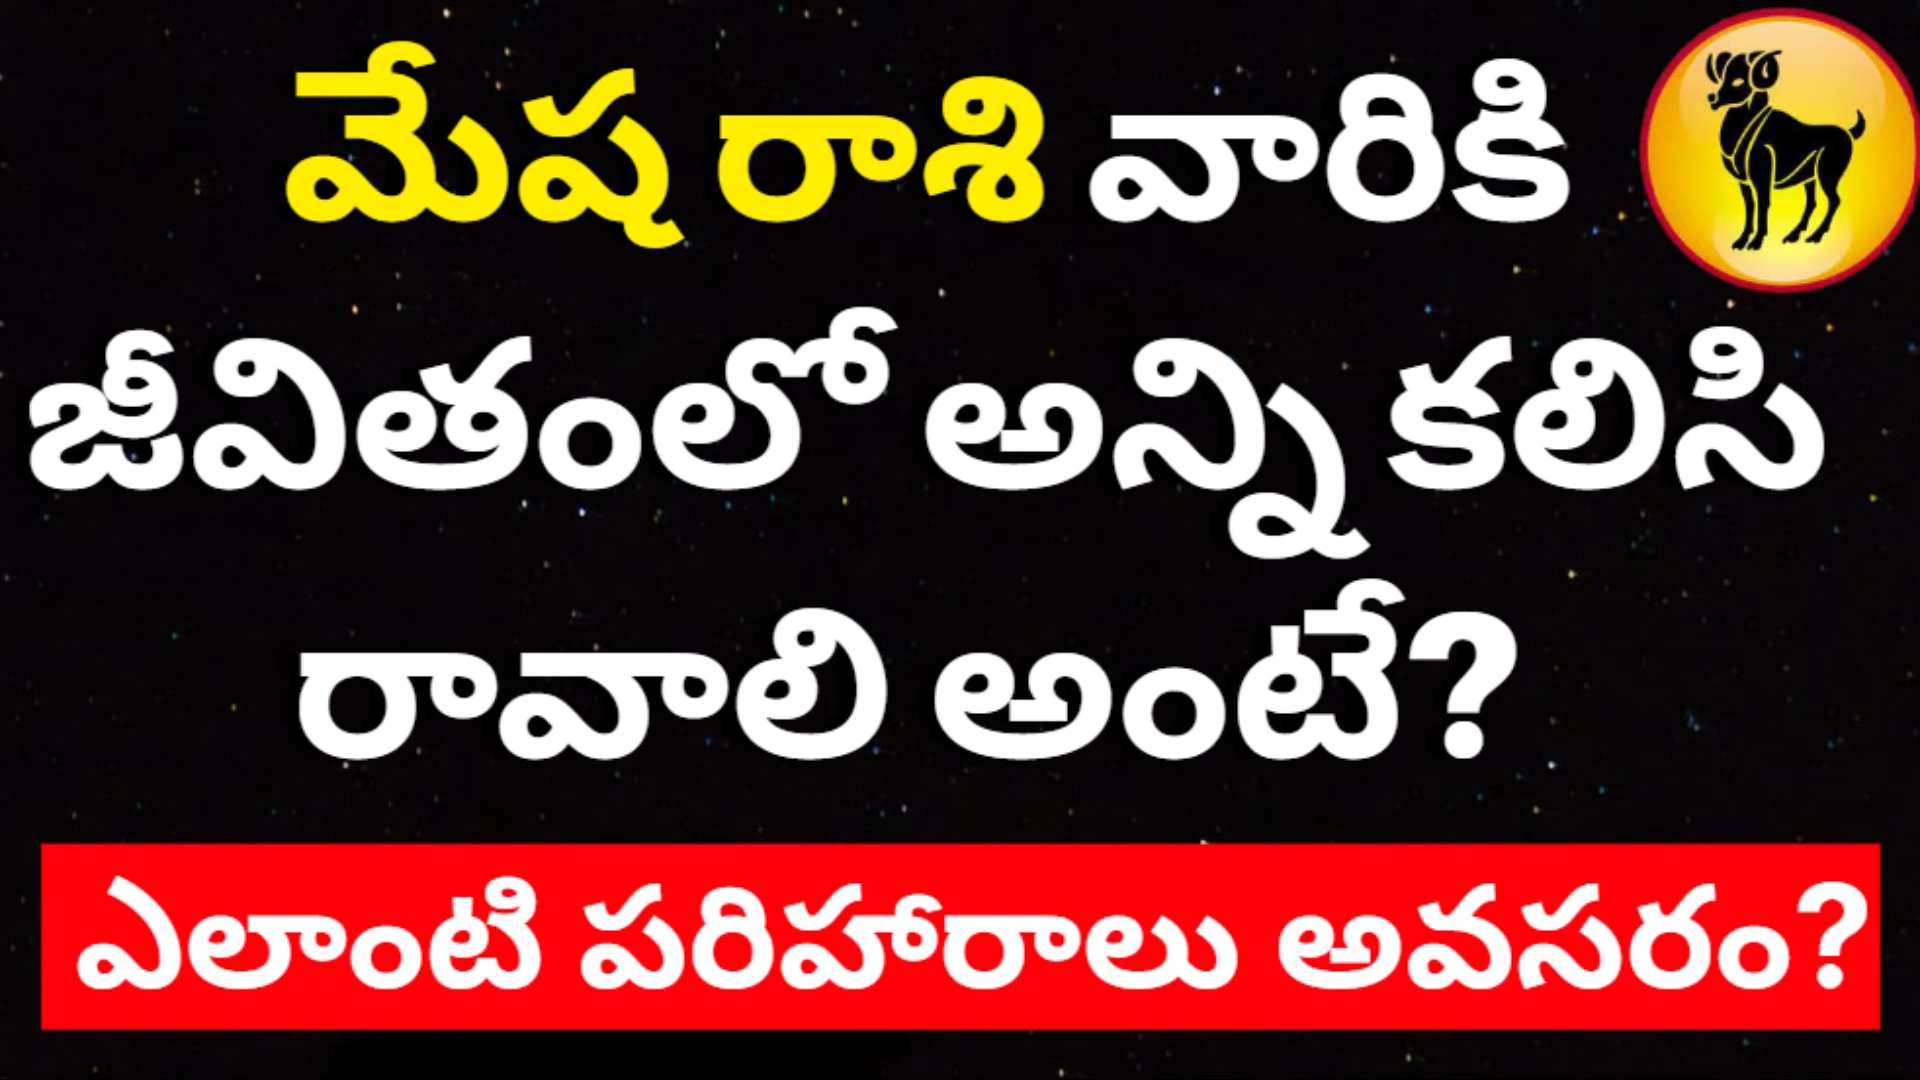 మేష రాశి వారికి
జీవితంలో అన్ని కలిసి
రావాలి అంటే?
ఎలాంటి పరిహారాలు అవసరం?